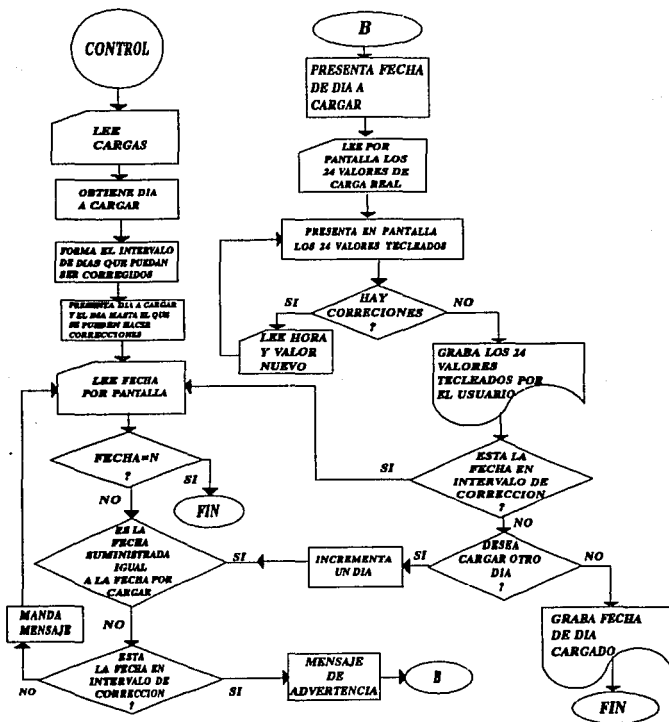 CONTROL
LEE
CARGAS
OBTIENE DIA
A CARGAR
FORMA EL INTERVALO
DE DIAS QUE PUEDAN
SER CORREGIDOS
PRESENTA DIA A CARGAR
Y EL DIA HASTA EL QUE
SE PUEDEN HACER
CORRECCIONES
LEE FECHA
POR PANTALLA
FECHA=N
?
SI
NO
FIN
ES LA
FECHA
SUMINISTRADA
IGUAL
A LA FECHA POR
CARGAR
SI
NO
MANDA
MENSAJE
ESTA
LA FECHA EN
INTERVALO DE
CORRECCION
?
NO
SI
MENSAJE
DE
ADVERTENCIA
B
B
PRESENTA FECHA
DE DIA A
CARGAR
LEE POR
PANTALLA LOS
24 VALORES DE
CARGA REAL
PRESENTA EN PANTALLA
LOS 24 VALORES TECLEADOS
HAY
CORRECIONES
?
SI
NO
LEE HORA
Y VALOR
NUEVO
GRABA LOS 24
VALORES
TECLEADOS POR
EL USUARIO
ESTA LA
FECHA EN
INTERVALO DE
CORRECCION
?
SI
NO
DESEA
CARGAR OTRO
DIA
?
SI
NO
INCREMENTA
UN DIA
GRABA FECHA
DE DIA
CARGADO
FIN